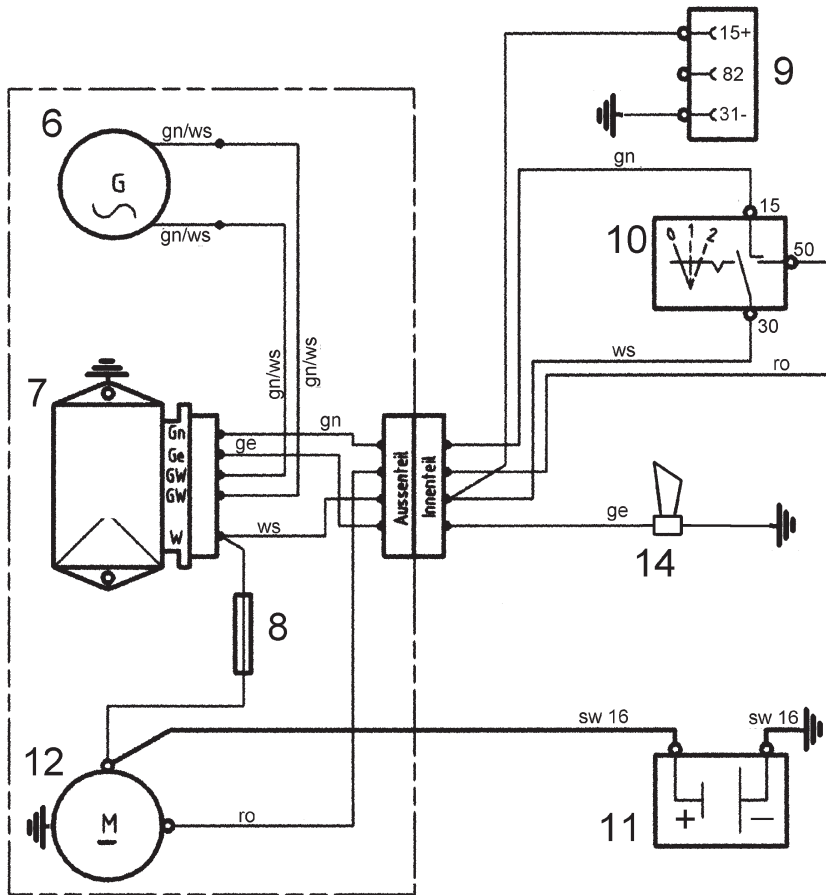 15+
82
9
31-
6
gn/ws
G
gn/ws
gn
15
10
0 1 2
50
30
gn/ws
gn/ws
ws
ro
7
Gn
gn
Ge
ge
GW
GW
W
ws
Aussenteil
Innenteil
ge
14
8
sw 16
sw 16
12
M
ro
11
+
−